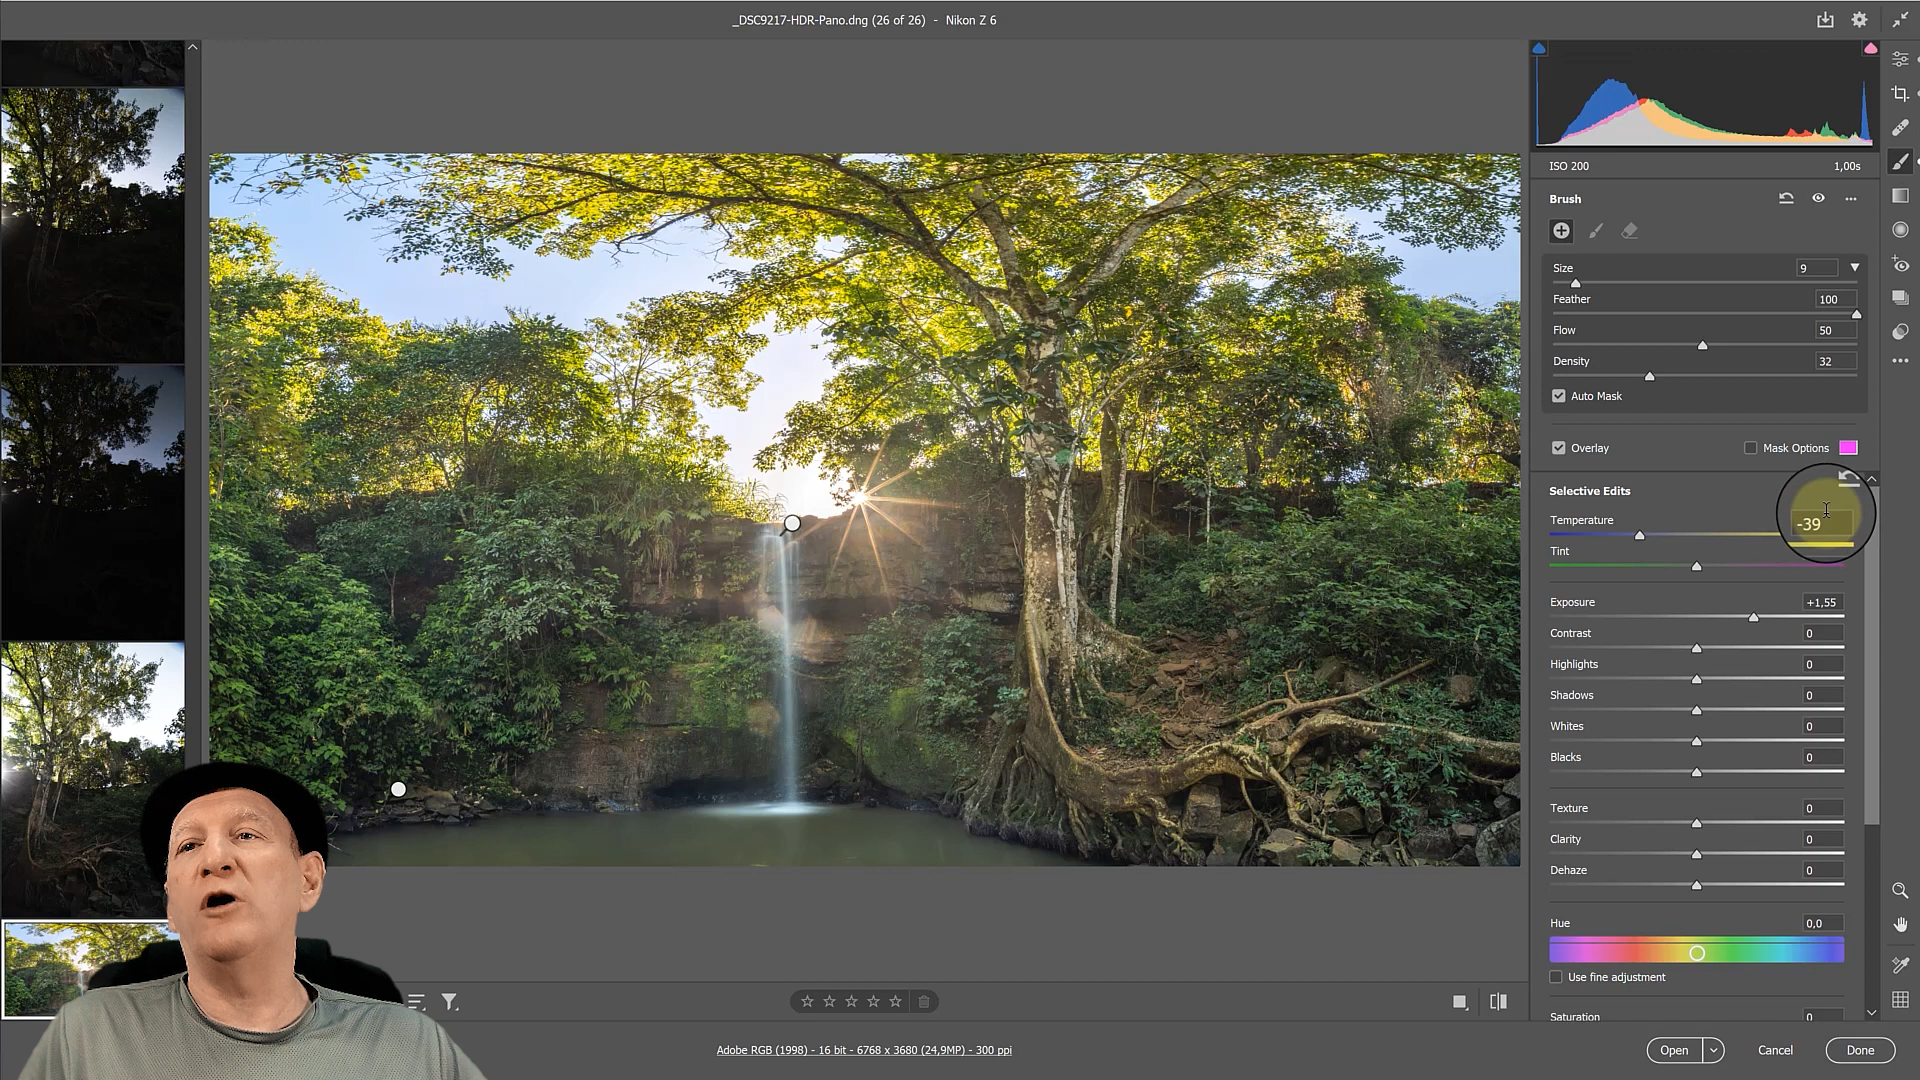 _DSC9217-HDR-Pano.dng (26 of 26)  -  Nikon Z 6
ISO 200
1,00s
Brush
Size
9
Feather
100
Flow
50
Density
32
Auto Mask
Overlay
Mask Options
Selective Edits
Temperature
-39
Tint
Exposure
+1,55
Contrast
0
Highlights
0
Shadows
0
Whites
0
Blacks
0
Texture
0
Clarity
0
Dehaze
0
Hue
0,0
Use fine adjustment
Saturation
0
Adobe RGB (1998) - 16 bit - 6768 x 3680 (24,9MP) - 300 ppi
Open
Cancel
Done